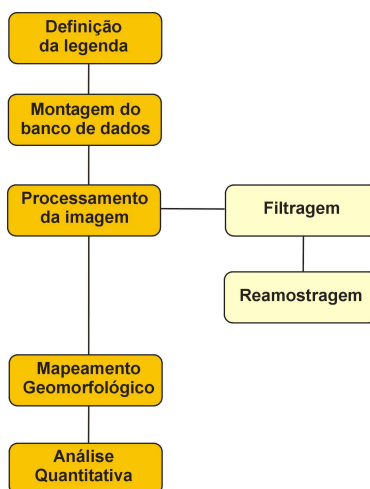 Definição
da legenda
Montagem do
banco de dados
Processamento
da imagem
Filtragem
Reamostragem
Mapeamento
Geomorfológico
Análise
Quantitativa